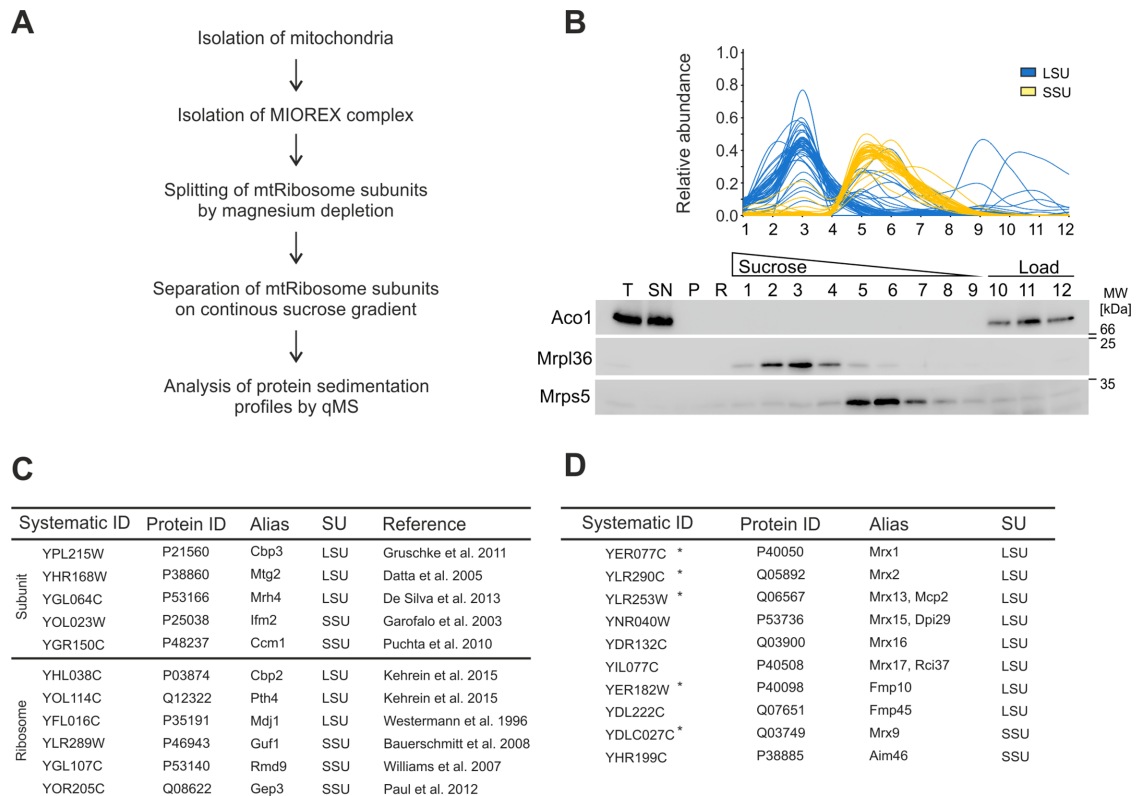 A
Isolation of mitochondria
Isolation of MIOREX complex
Splitting of mtRibosome subunits
by magnesium depletion
Separation of mtRibosome subunits
on continous sucrose gradient
Analysis of protein sedimentation
profiles by qMS
B
Relative abundance
1.0
0.8
0.6
0.4
0.2
0.0
LSU
SSU
1 2 3 4 5 6 7 8 9 10 11 12
Sucrose Load
T SN P R 1 2 3 4 5 6 7 8 9 10 11 12
MW
[kDa]
Aco1
66
25
Mrpl36
35
Mrps5
C
Systematic ID Protein ID Alias SU Reference
Subunit
YPL215W P21560 Cbp3 LSU Gruschke et al. 2011
YHR168W P38860 Mtg2 LSU Datta et al. 2005
YGL064C P53166 Mrh4 LSU De Silva et al. 2013
YOL023W P25038 Ifm2 SSU Garofalo et al. 2003
YGR150C P48237 Ccm1 SSU Puchta et al. 2010
Ribosome
YHL038C P03874 Cbp2 LSU Kehrein et al. 2015
YOL114C Q12322 Pth4 LSU Kehrein et al. 2015
YFL016C P35191 Mdj1 LSU Westermann et al. 1996
YLR289W P46943 Guf1 SSU Bauerschmitt et al. 2008
YGL107C P53140 Rmd9 SSU Williams et al. 2007
YOR205C Q08622 Gep3 SSU Paul et al. 2012
D
Systematic ID Protein ID Alias SU
YER077C * P40050 Mrx1 LSU
YLR290C * Q05892 Mrx2 LSU
YLR253W * Q06567 Mrx13, Mcp2 LSU
YNR040W P53736 Mrx15, Dpi29 LSU
YDR132C Q03900 Mrx16 LSU
YIL077C P40508 Mrx17, Rci37 LSU
YER182W * P40098 Fmp10 LSU
YDL222C Q07651 Fmp45 LSU
YDLC027C * Q03749 Mrx9 SSU
YHR199C P38885 Aim46 SSU